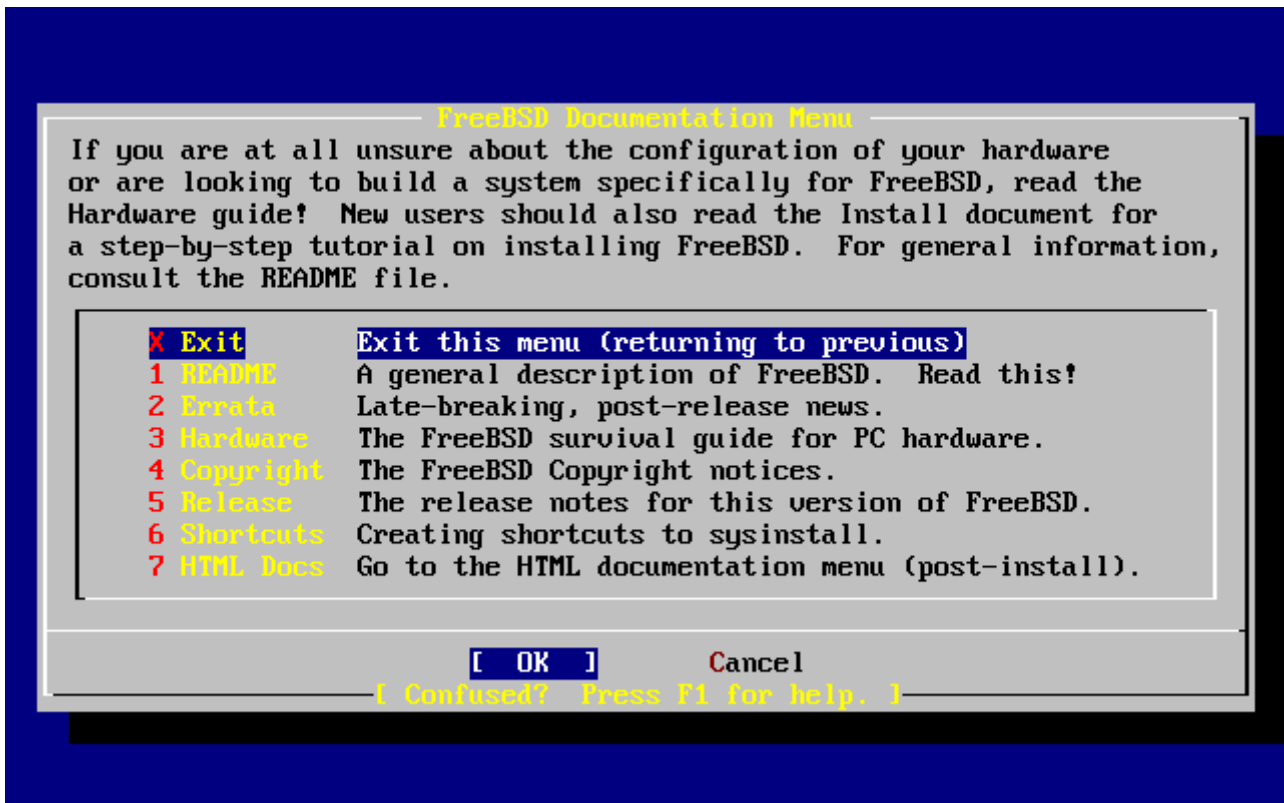 FreeBSD Documentation Menu
If you are at all unsure about the configuration of your hardware
or are looking to build a system specifically for FreeBSD, read the
Hardware guide!  New users should also read the Install document for
a step-by-step tutorial on installing FreeBSD.  For general information,
consult the README file.
X Exit Exit this menu (returning to previous)
1 README A general description of FreeBSD.  Read this!
2 Errata Late-breaking, post-release news.
3 Hardware The FreeBSD survival guide for PC hardware.
4 Copyright The FreeBSD Copyright notices.
5 Release The release notes for this version of FreeBSD.
6 Shortcuts Creating shortcuts to sysinstall.
7 HTML Docs Go to the HTML documentation menu (post-install).
[ OK ] Cancel
[ Confused?  Press F1 for help. ]